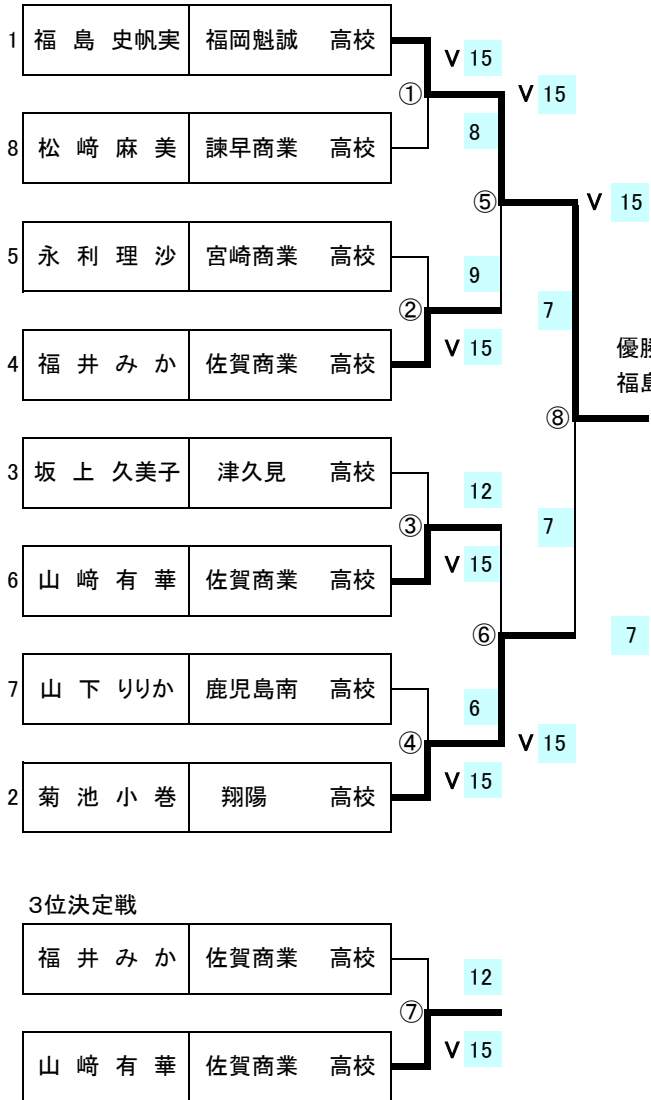 1 福 島 史帆実 福岡魁誠 高校
V 15
① V 15
8
8 松 﨑 麻 美 諫早商業 高校
⑤ V 15
5 永 利 理 沙 宮崎商業 高校
9
② 7
V 15
4 福 井 み か 佐賀商業 高校
優勝
福島
⑧
3 坂 上 久美子 津久見 高校
12
③ 7
V 15
6 山 﨑 有 華 佐賀商業 高校
⑥ 7
7 山 下 りりか 鹿児島南 高校
6
④ V 15
V 15
2 菊 池 小 巻 翔陽 高校
3位決定戦
福 井 み か 佐賀商業 高校
12
⑦
V 15
山 﨑 有 華 佐賀商業 高校